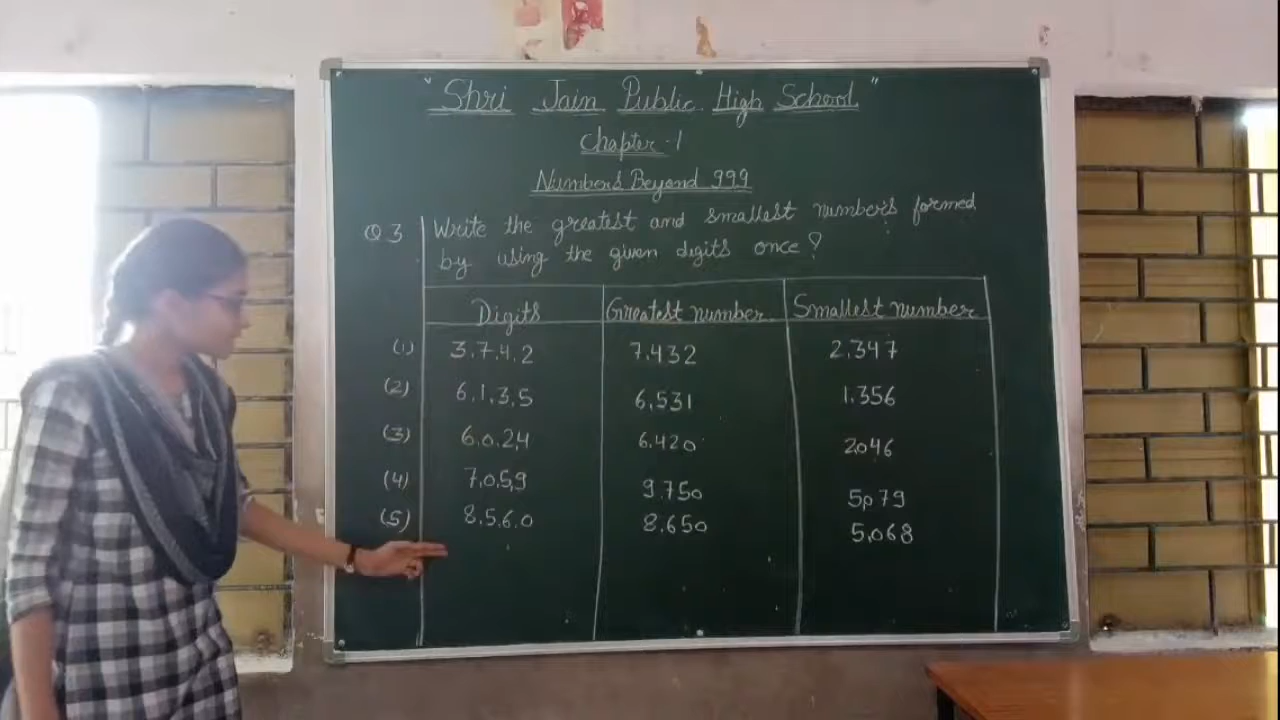 "Shri Jain Public High School"
Chapter-1
Numbers Beyond 999
Q 3 Write the greatest and smallest numbers formed
by using the given digits once?
Digits Greatest number Smallest number
(1) 3,7,4,2 7,432 2,347
(2) 6,1,3,5 6,531 1,356
(3) 6,0,2,4 6,420 2,046
(4) 7,0,5,9 9,750 5,079
(5) 8,5,6,0 8,650 5,068